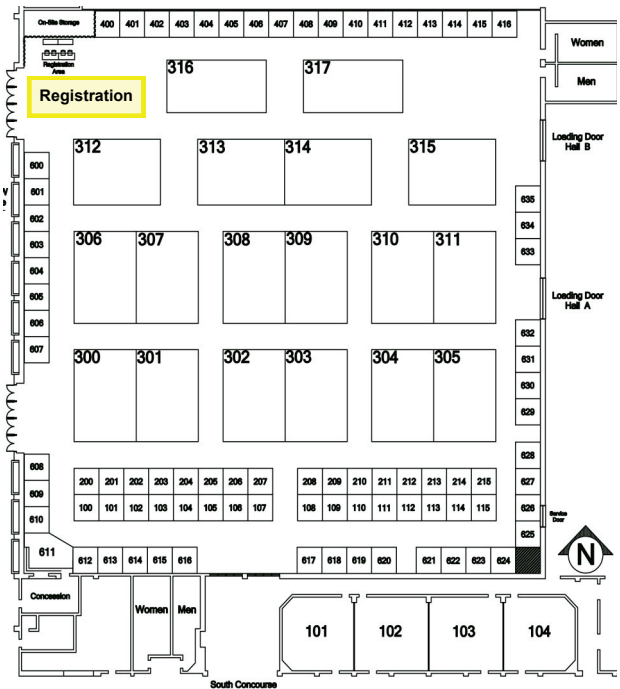 On-Site Storage
400 401 402 403 404 405 406 407 408 409 410 411 412 413 414 415 416
Women
Registration
Area
316 317
Men
Registration
Loading Door
Hall B
312 313 314 315
600
601
635
602
634
306 307 308 309 310 311
603
633
604
605
Loading Door
Hall A
606
632
607
300 301 302 303 304 305
631
630
629
628
608
200 201 202 203 204 205 206 207 208 209 210 211 212 213 214 215
627
609
100 101 102 103 104 105 106 107 108 109 110 111 112 113 114 115
626
Service
Door
610
625
611
612 613 614 615 616 617 618 619 620 621 622 623 624
N
Concession
Women Men
101 102 103 104
South Concourse